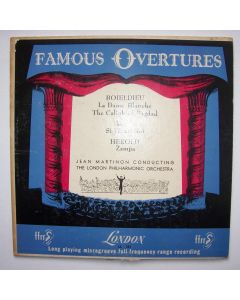 FAMOUS OVERTURES
BOIELDIEU
La Dame Blanche
The Caliph of Bagdad
HEROLD
Zampa
JEAN MARTINON CONDUCTING
THE LONDON PHILHARMONIC ORCHESTRA
ffrr London ffrr
Long playing microgroove full frequency range recording